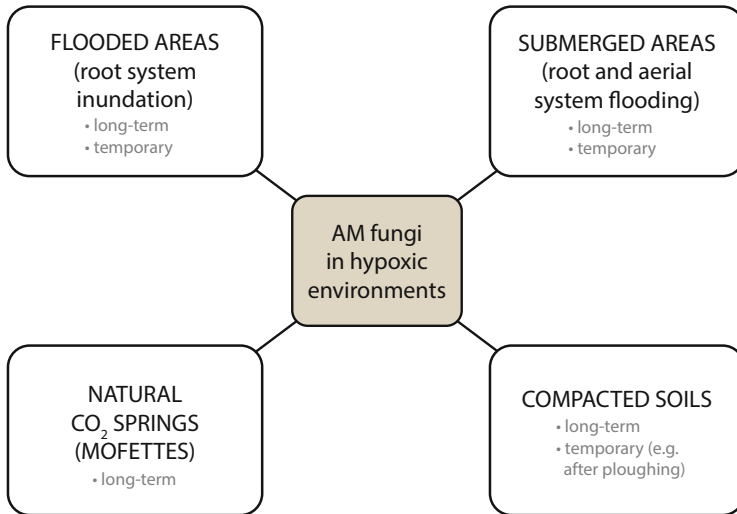 FLOODED AREAS
(root system
inundation)
• long-term
• temporary
SUBMERGED AREAS
(root and aerial
system flooding)
• long-term
• temporary
AM fungi
in hypoxic
environments
NATURAL
CO₂ SPRINGS
(MOFETTES)
• long-term
COMPACTED SOILS
• long-term
• temporary (e.g.
after ploughing)